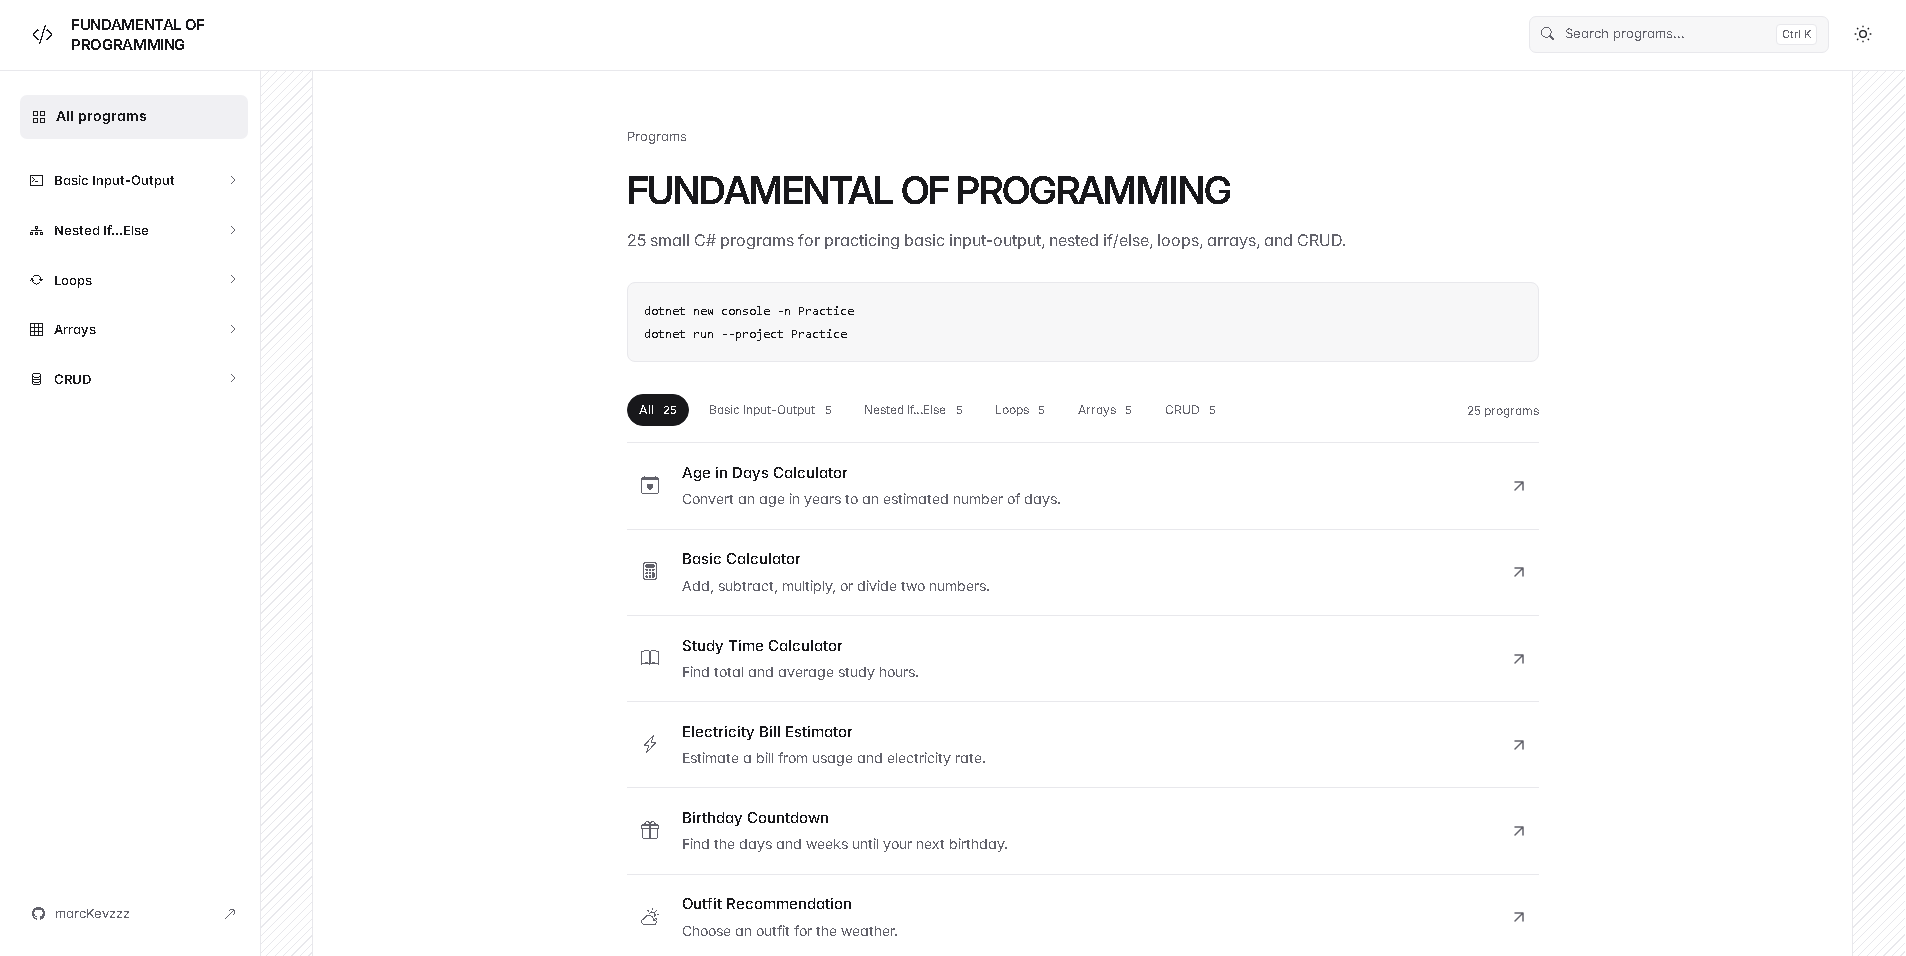 FUNDAMENTAL OF
PROGRAMMING
Search programs...
Ctrl K
All programs
Basic Input-Output
Nested If...Else
Loops
Arrays
CRUD
marcKevzzz
Programs
FUNDAMENTAL OF PROGRAMMING
25 small C# programs for practicing basic input-output, nested if/else, loops, arrays, and CRUD.
dotnet new console -n Practice
dotnet run --project Practice
All 25 Basic Input-Output 5 Nested If...Else 5 Loops 5 Arrays 5 CRUD 5 25 programs
Age in Days Calculator
Convert an age in years to an estimated number of days.
Basic Calculator
Add, subtract, multiply, or divide two numbers.
Study Time Calculator
Find total and average study hours.
Electricity Bill Estimator
Estimate a bill from usage and electricity rate.
Birthday Countdown
Find the days and weeks until your next birthday.
Outfit Recommendation
Choose an outfit for the weather.